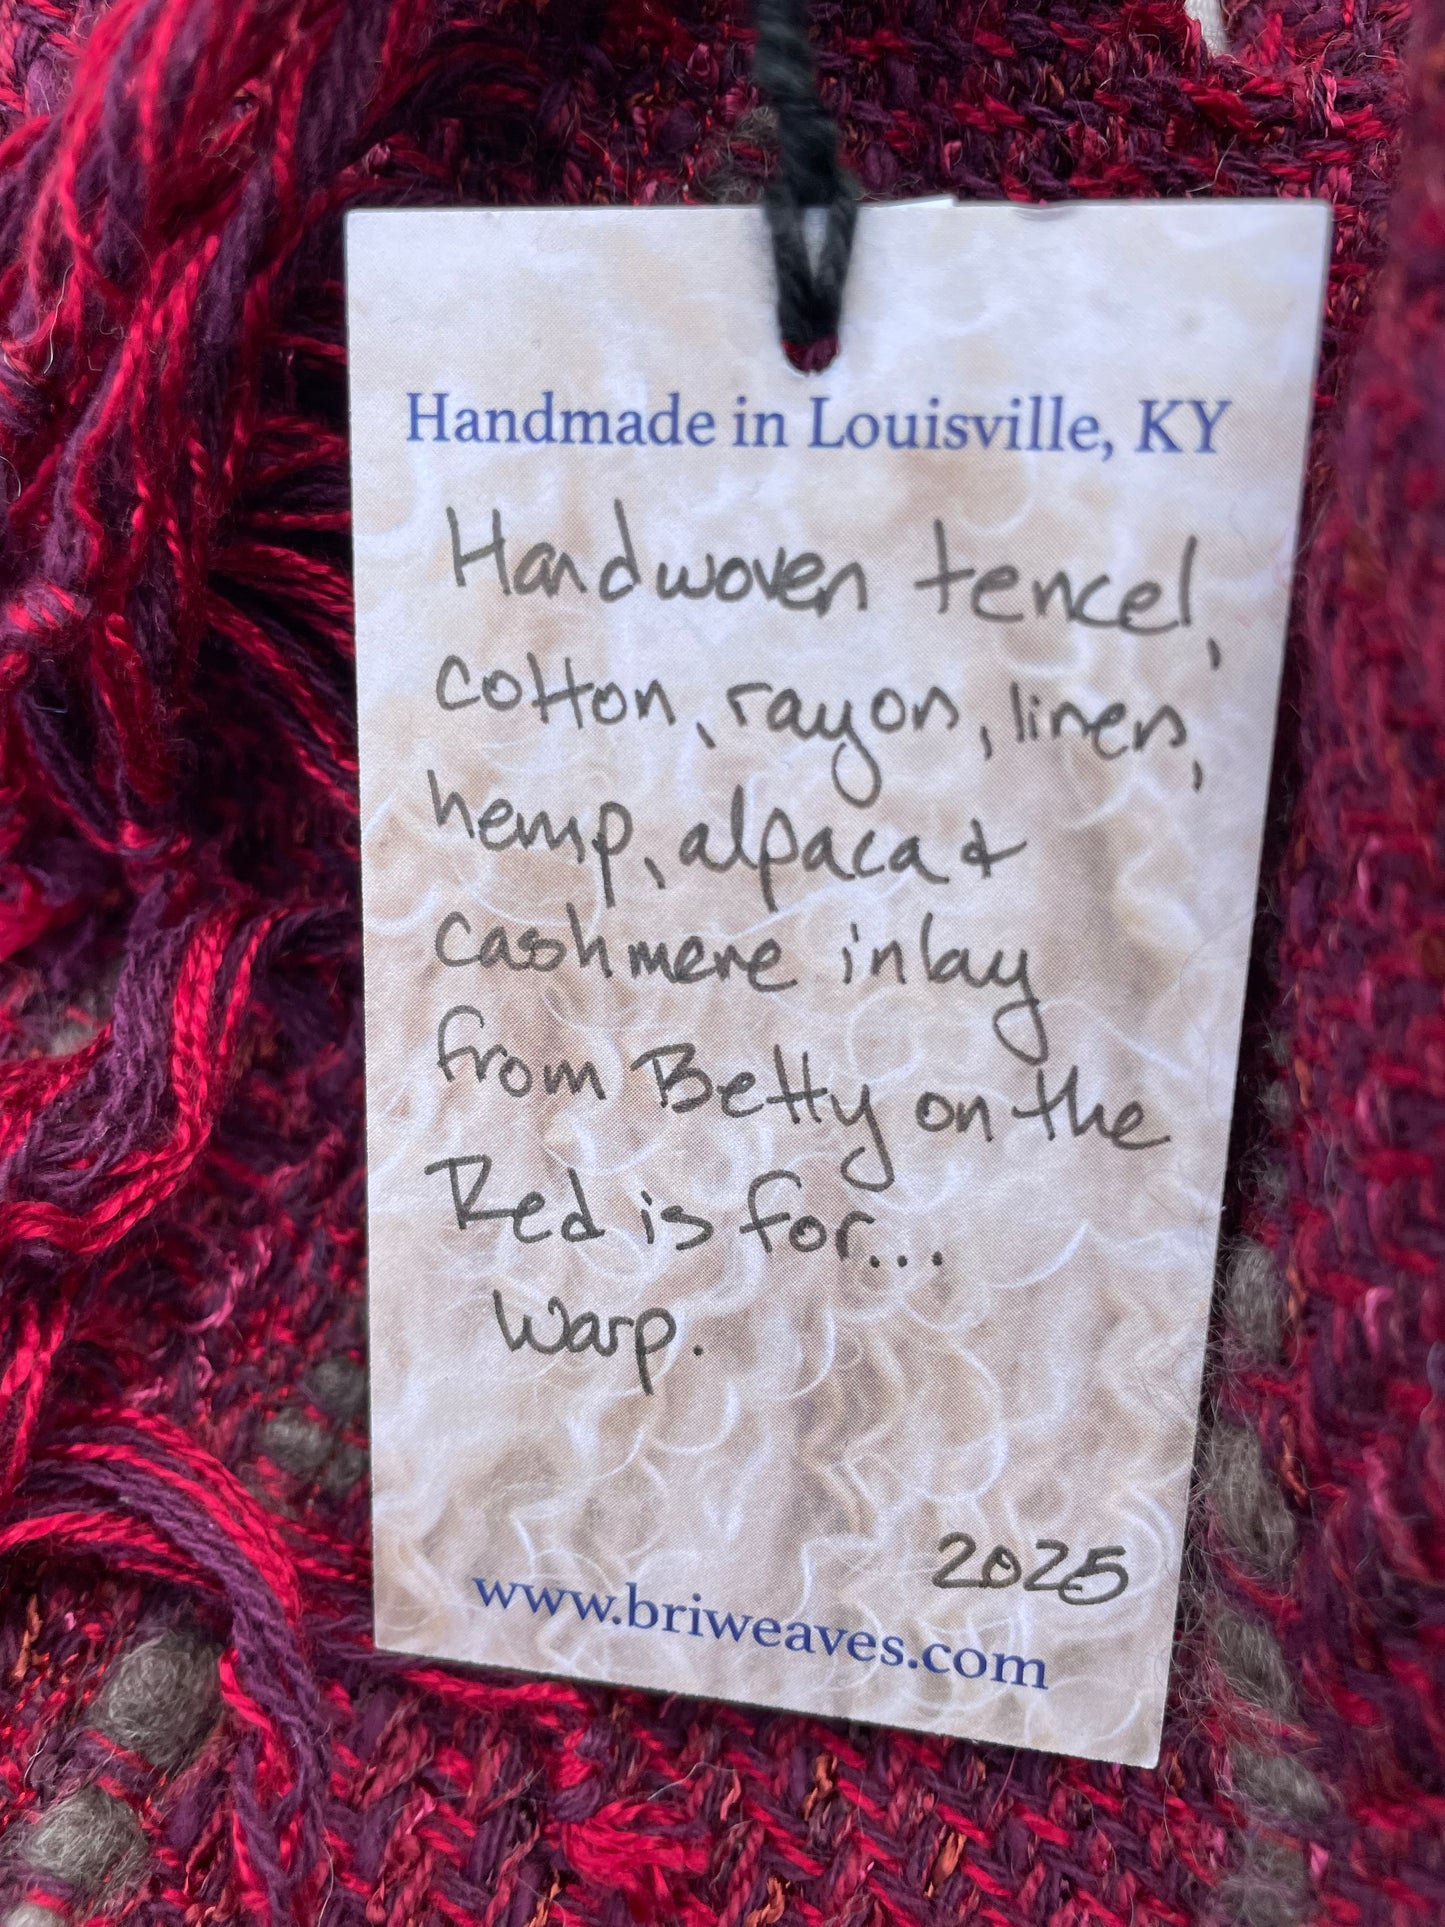 Handmade in Louisville, KY
Handwoven tencel,
cotton, rayon, linen,
hemp, alpaca &
cashmere inlay
from Betty on the
Red is for...
Warp.
2025
www.briweaves.com